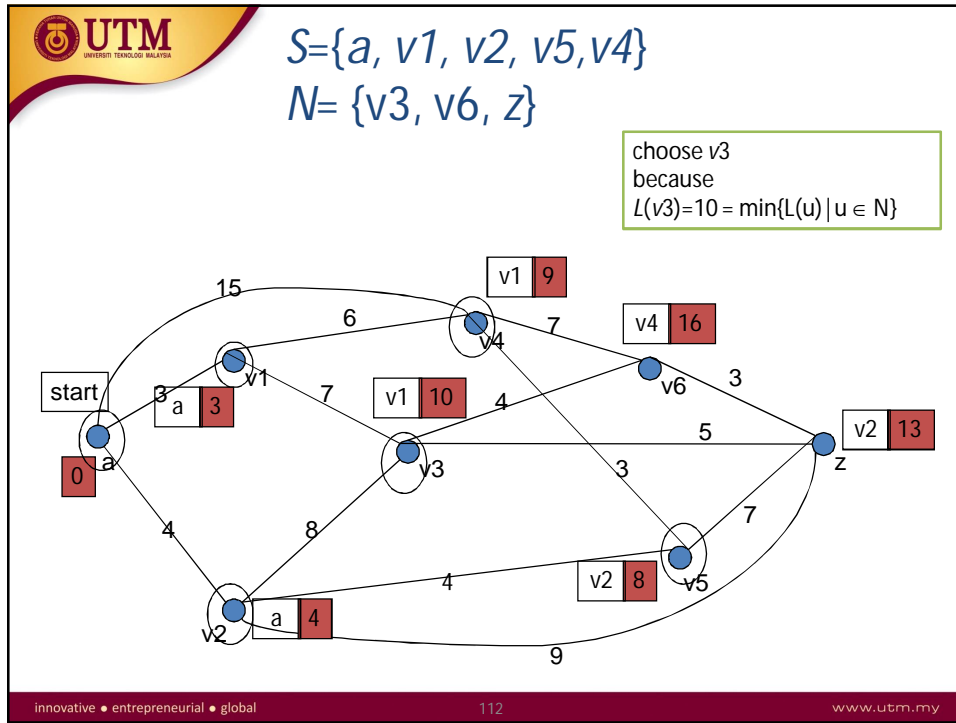 UTM
UNIVERSITI TEKNOLOGI MALAYSIA
S={a, v1, v2, v5,v4}
N= {v3, v6, z}
choose v3
because
L(v3)=10 = min{L(u) | u ∈ N}
15
v1 9
6
v4
7
v4 16
v1
start
3
a 3
7
v1 10
4
v6
3
a
0
v3
5
v2 13
z
3
4
8
7
4
v2 8
v5
v2
a 4
9
innovative ● entrepreneurial ● global
112
www.utm.my